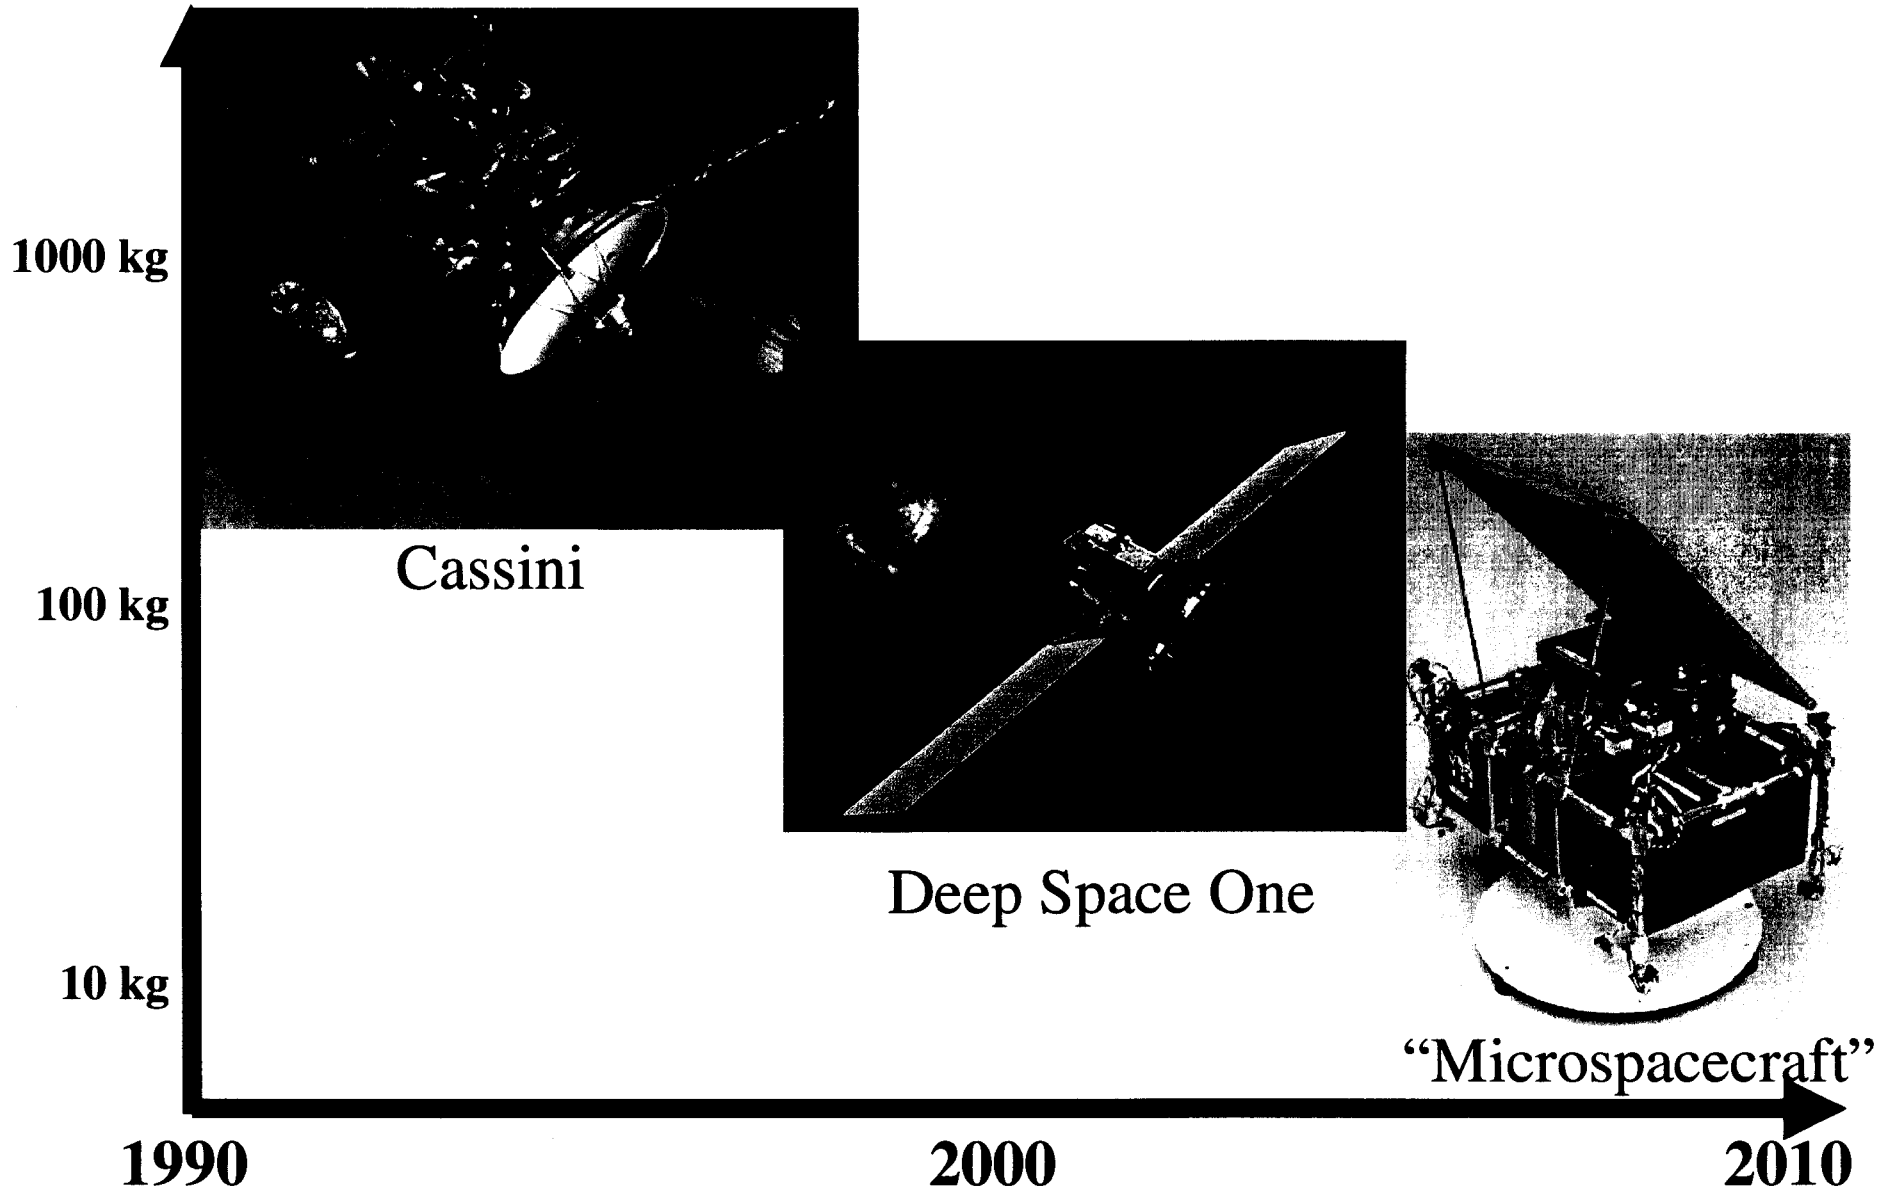 1000 kg
Cassini
100 kg
Deep Space One
10 kg
“Microspacecraft”
1990
2000
2010